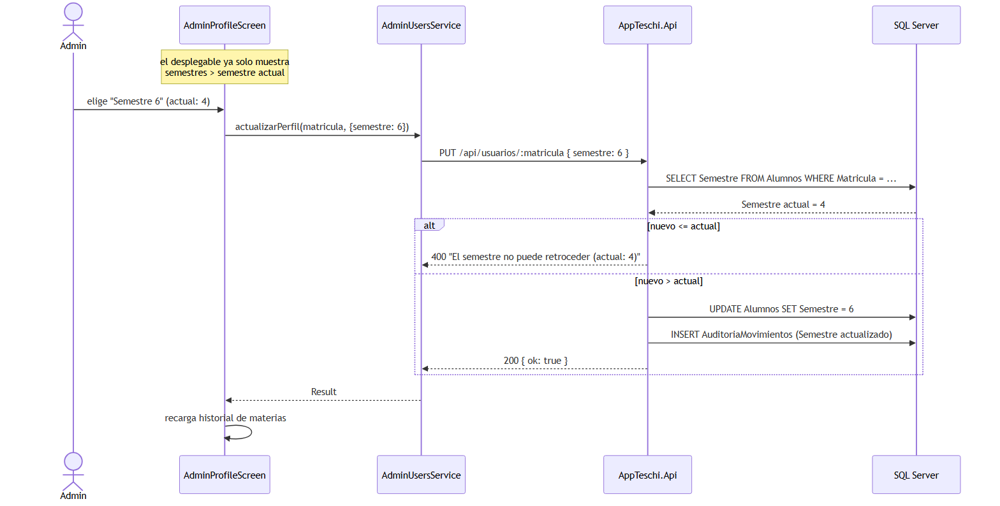 Admin
AdminProfileScreen
AdminUsersService
AppTeschi.Api
SQL Server
el desplegable ya solo muestra
semestres > semestre actual
elige "Semestre 6" (actual: 4)
actualizarPerfil(matricula, {semestre: 6})
PUT /api/usuarios/:matricula { semestre: 6 }
SELECT Semestre FROM Alumnos WHERE Matricula = ...
Semestre actual = 4
alt
[nuevo <= actual]
400 "El semestre no puede retroceder (actual: 4)"
[nuevo > actual]
UPDATE Alumnos SET Semestre = 6
INSERT AuditoriaMovimientos (Semestre actualizado)
200 { ok: true }
Result
recarga historial de materias
Admin
AdminProfileScreen
AdminUsersService
AppTeschi.Api
SQL Server